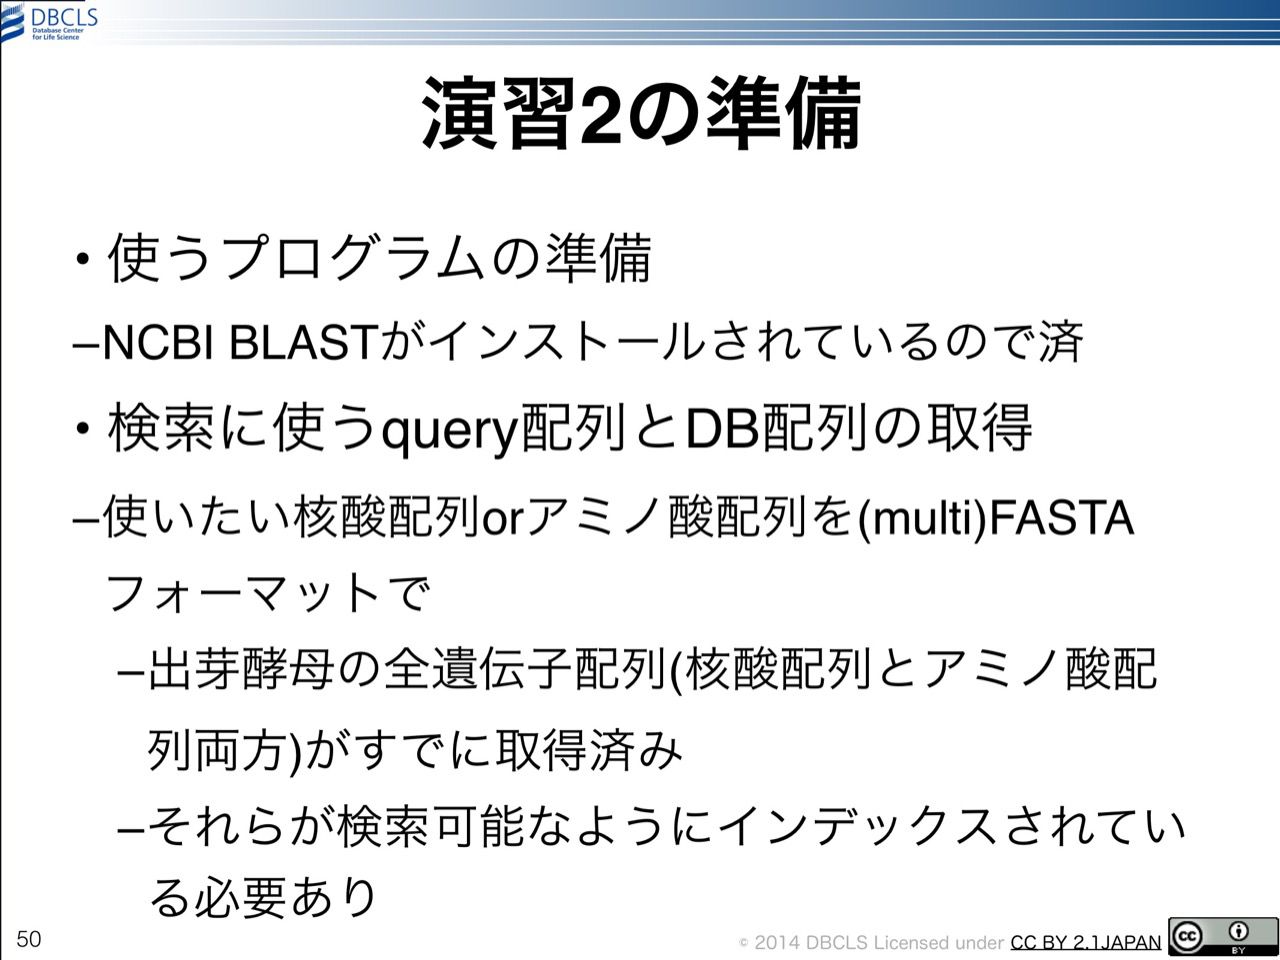 DBCLS
Database Center
for Life Science
演習2の準備
• 使うプログラムの準備
–NCBI BLASTがインストールされているので済
• 検索に使うquery配列とDB配列の取得
–使いたい核酸配列orアミノ酸配列を(multi)FASTA
フォーマットで
–出芽酵母の全遺伝子配列(核酸配列とアミノ酸配
列両方)がすでに取得済み
–それらが検索可能なようにインデックスされてい
る必要あり
50
© 2014 DBCLS Licensed under CC BY 2.1JAPAN
cc
BY